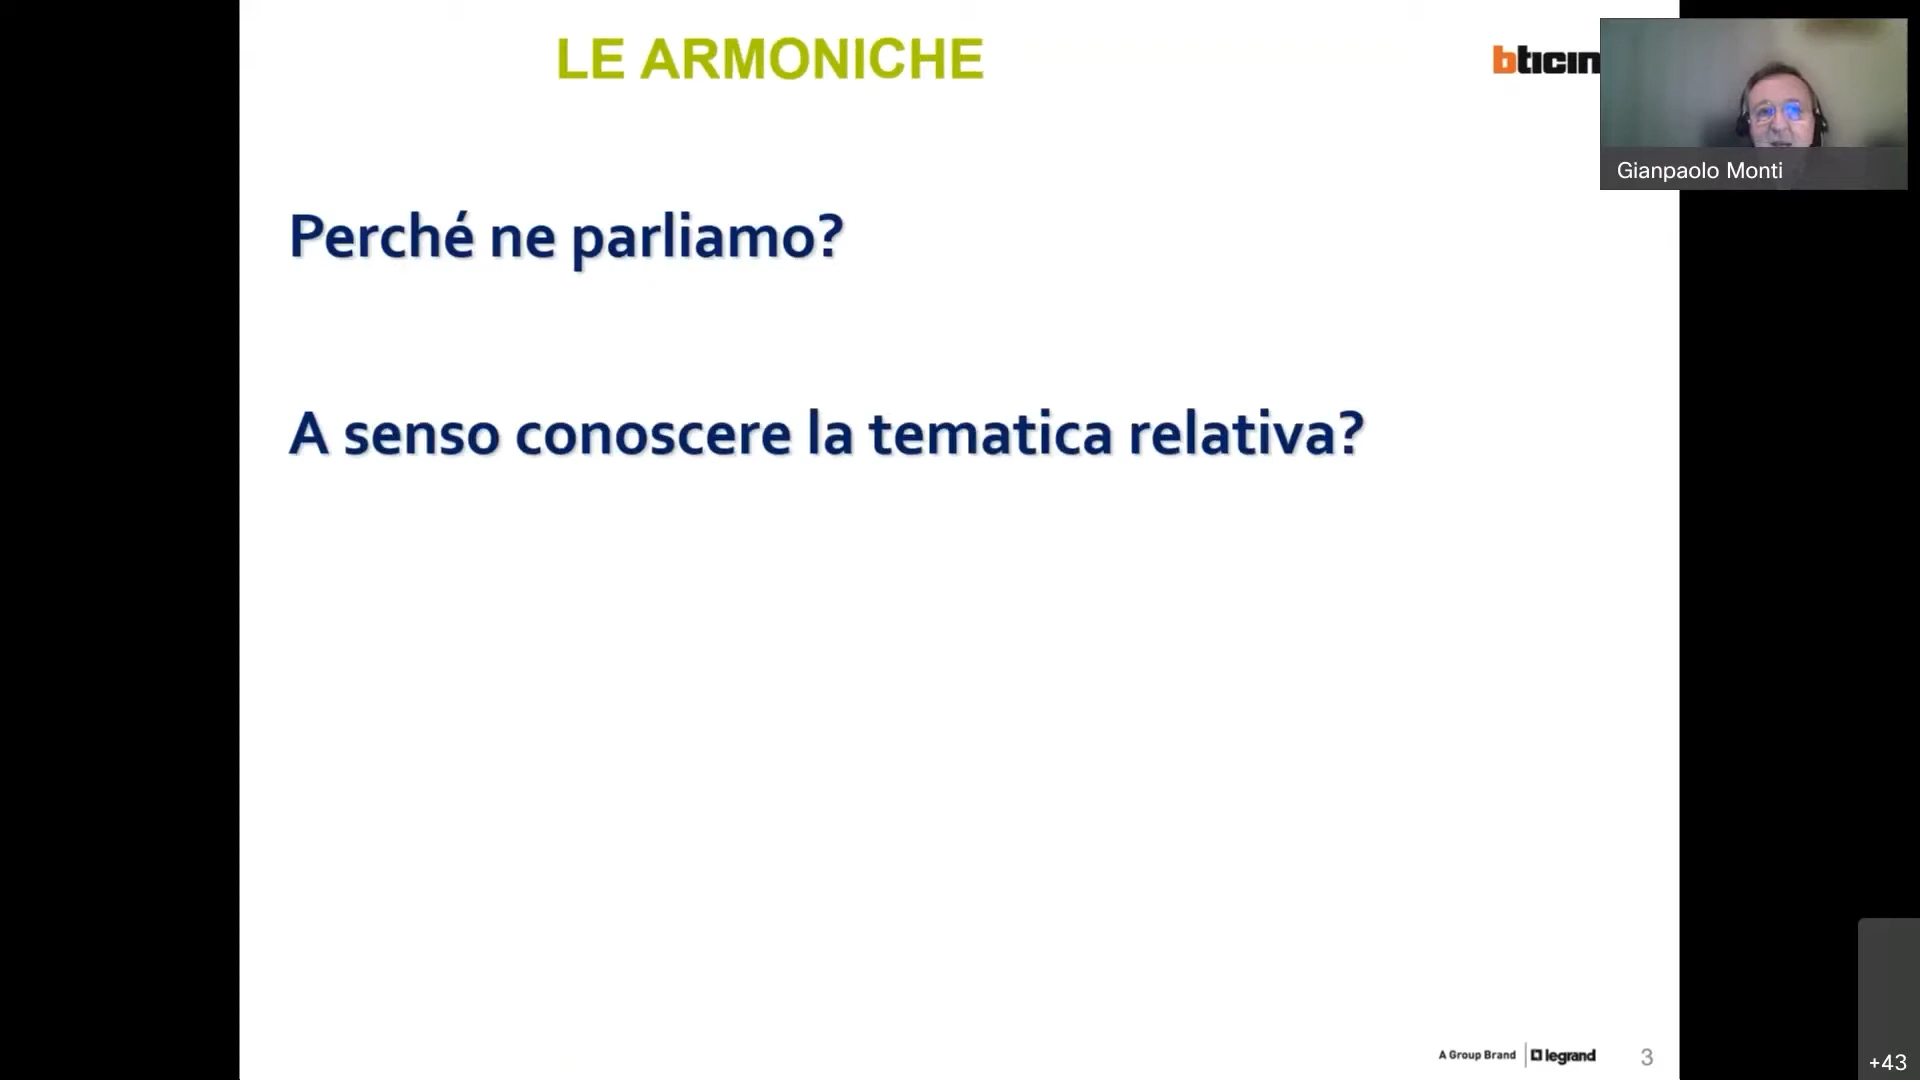 LE ARMONICHE
bticin
Gianpaolo Monti
Perché ne parliamo?
A senso conoscere la tematica relativa?
A Group Brand
legrand
3
+43